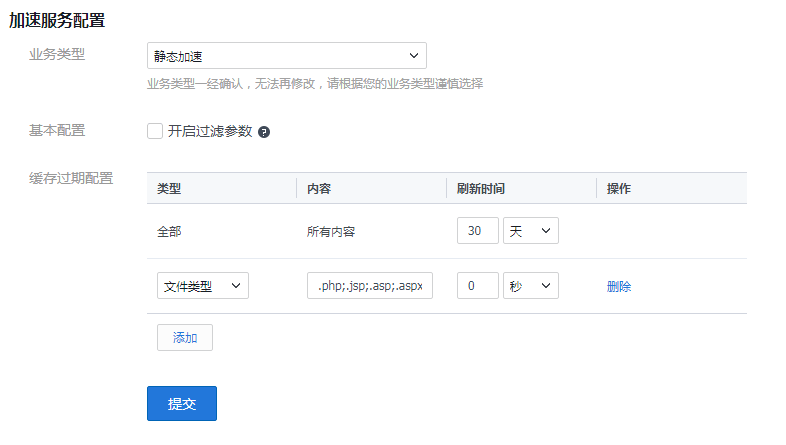 加速服务配置
业务类型 静态加速
业务类型一经确认，无法再修改，请根据您的业务类型谨慎选择
基本配置 开启过滤参数 ?
缓存过期配置
类型 内容 刷新时间 操作
全部 所有内容 30 天
文件类型 .php;.jsp;.asp;.aspx 0 秒 删除
添加
提交